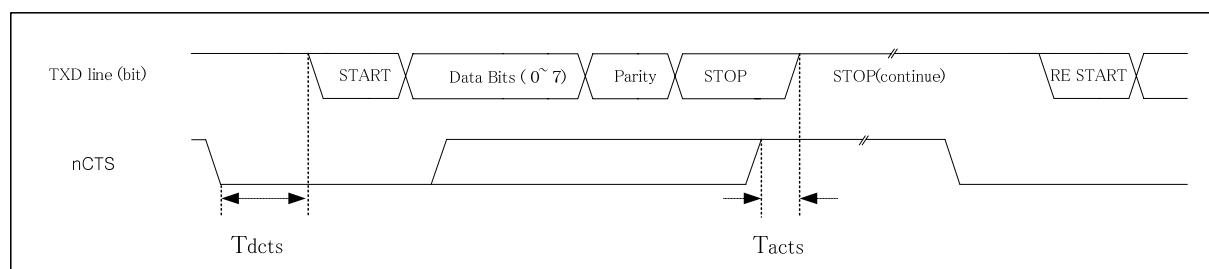 TXD line (bit)
START
Data Bits ( 0~ 7)
Parity
STOP
STOP(continue)
RE START
nCTS
Tdcts
Tacts